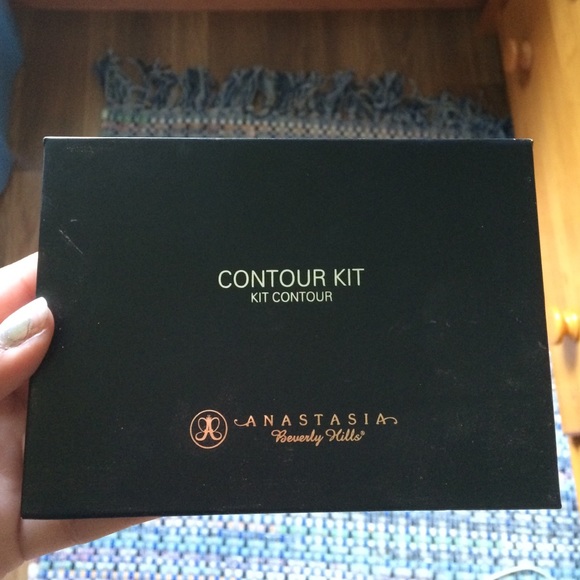 CONTOUR KIT
KIT CONTOUR
ANASTASIA
Beverly Hills®